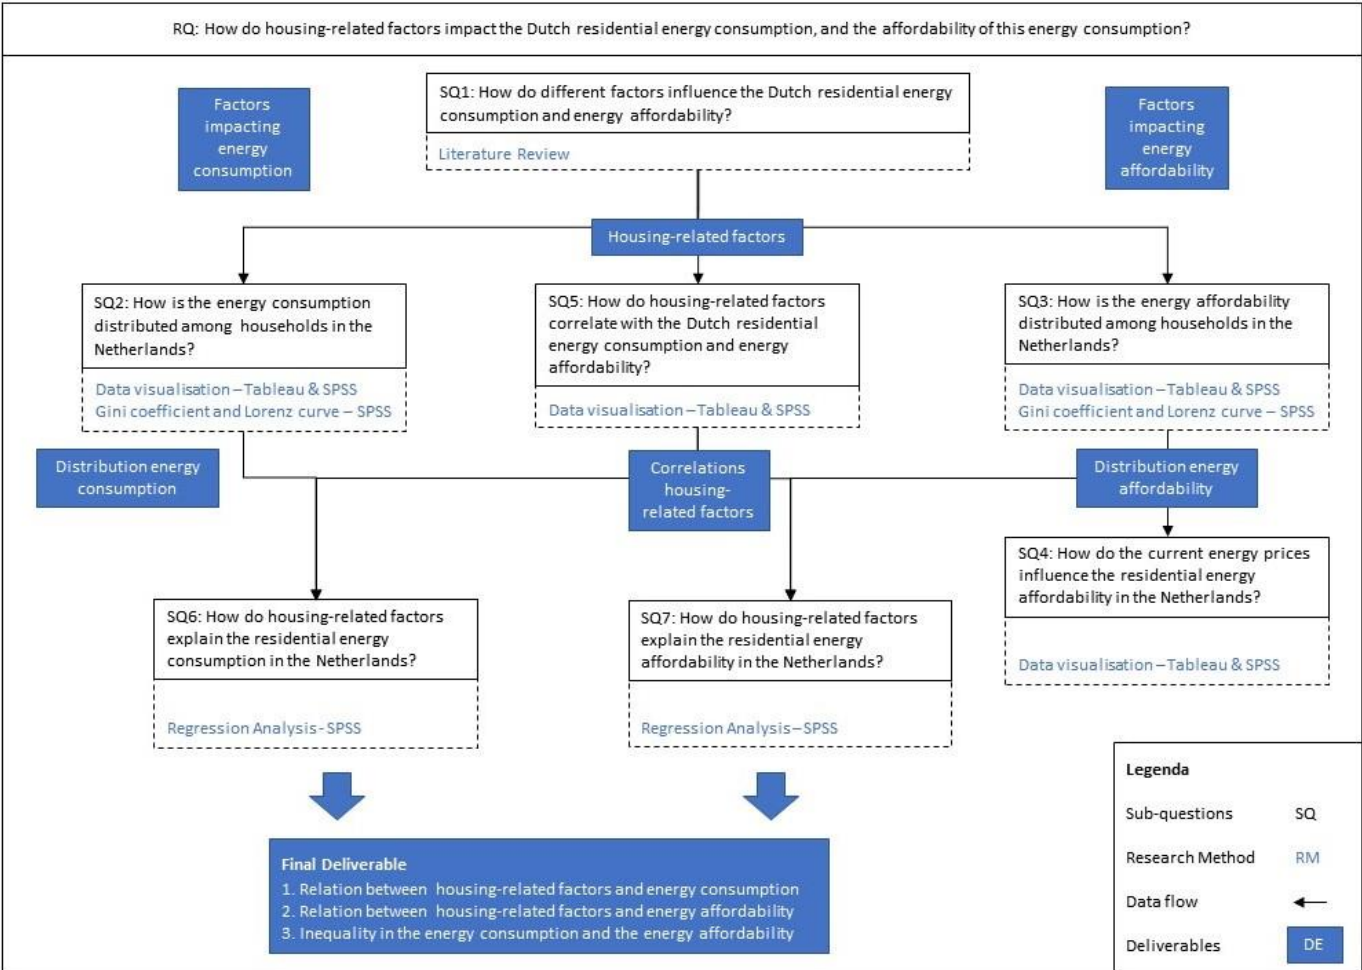 RQ: How do housing-related factors impact the Dutch residential energy consumption, and the affordability of this energy consumption?
Factors
impacting
energy
consumption
SQ1: How do different factors influence the Dutch residential energy
consumption and energy affordability?
Literature Review
Factors
impacting
energy
affordability
Housing-related factors
SQ2: How is the energy consumption
distributed among households in the
Netherlands?
Data visualisation – Tableau & SPSS
Gini coefficient and Lorenz curve – SPSS
SQ5: How do housing-related factors
correlate with the Dutch residential
energy consumption and energy
affordability?
Data visualisation – Tableau & SPSS
SQ3: How is the energy affordability
distributed among households in the
Netherlands?
Data visualisation – Tableau & SPSS
Gini coefficient and Lorenz curve – SPSS
Distribution energy
consumption
Correlations
housing-
related factors
Distribution energy
affordability
SQ4: How do the current energy prices
influence the residential energy
affordability in the Netherlands?
Data visualisation – Tableau & SPSS
SQ6: How do housing-related factors
explain the residential energy
consumption in the Netherlands?
Regression Analysis - SPSS
SQ7: How do housing-related factors
explain the residential energy
affordability in the Netherlands?
Regression Analysis – SPSS
Final Deliverable
1. Relation between housing-related factors and energy consumption
2. Relation between housing-related factors and energy affordability
3. Inequality in the energy consumption and the energy affordability
Legenda
Sub-questions SQ
Research Method RM
Data flow
Deliverables DE